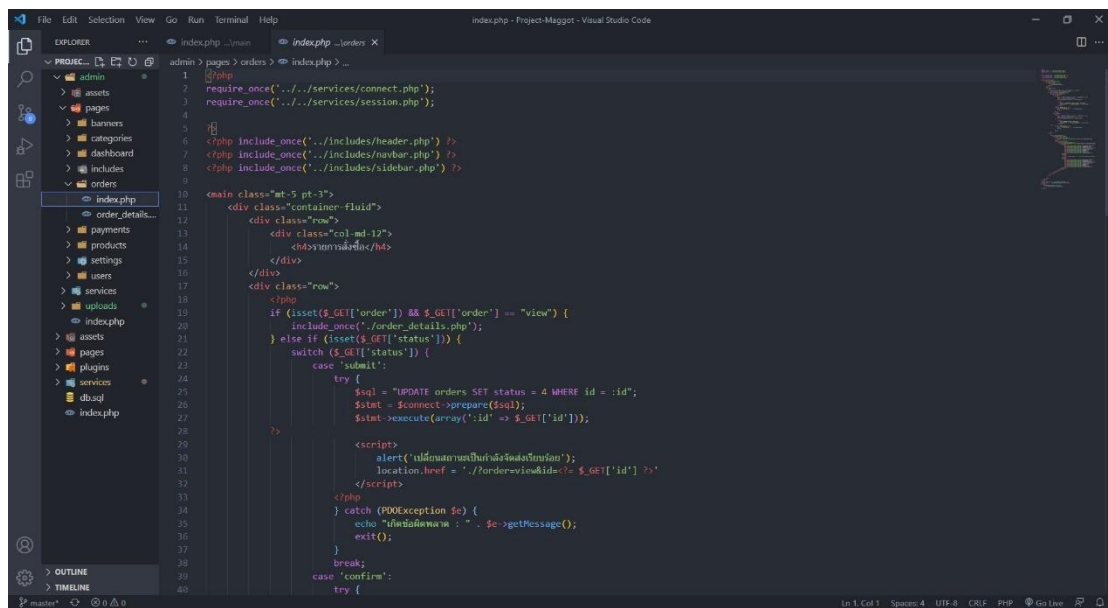 File Edit Selection View Go Run Terminal Help
index.php - Project-Maggot - Visual Studio Code
EXPLORER
index.php ...\main
index.php ...\orders
PROJEC...
admin > pages > orders > index.php > ...
admin
assets
pages
banners
categories
dashboard
includes
orders
index.php
order_details....
payments
products
settings
users
services
uploads
index.php
assets
pages
plugins
services
db.sql
index.php
OUTLINE
TIMELINE
1 <?php
2 require_once('../../services/connect.php');
3 require_once('../../services/session.php');
4
5 ?>
6 <?php include_once('../includes/header.php') ?>
7 <?php include_once('../includes/navbar.php') ?>
8 <?php include_once('../includes/sidebar.php') ?>
9
10 <main class="mt-5 pt-3">
11 <div class="container-fluid">
12 <div class="row">
13 <div class="col-md-12">
14 <h4>รายการสั่งซื้อ</h4>
15 </div>
16 </div>
17 <div class="row">
18 <?php
19 if (isset($_GET['order']) && $_GET['order'] == "view") {
20 include_once('./order_details.php');
21 } else if (isset($_GET['status'])) {
22 switch ($_GET['status']) {
23 case 'submit':
24 try {
25 $sql = "UPDATE orders SET status = 4 WHERE id = :id";
26 $stmt = $connect->prepare($sql);
27 $stmt->execute(array(':id' => $_GET['id']));
28 ?>
29 <script>
30 alert('เปลี่ยนสถานะเป็นกำลังจัดส่งเรียบร้อย');
31 location.href = './?order=view&id=<?= $_GET['id'] ?>'
32 </script>
33 <?php
34 } catch (PDOException $e) {
35 echo "เกิดข้อผิดพลาด : " . $e->getMessage();
36 exit();
37 }
38 break;
39 case 'confirm':
40 try {
master* 0 0 Ln 1, Col 1 Spaces: 4 UTF-8 CRLF PHP Go Live